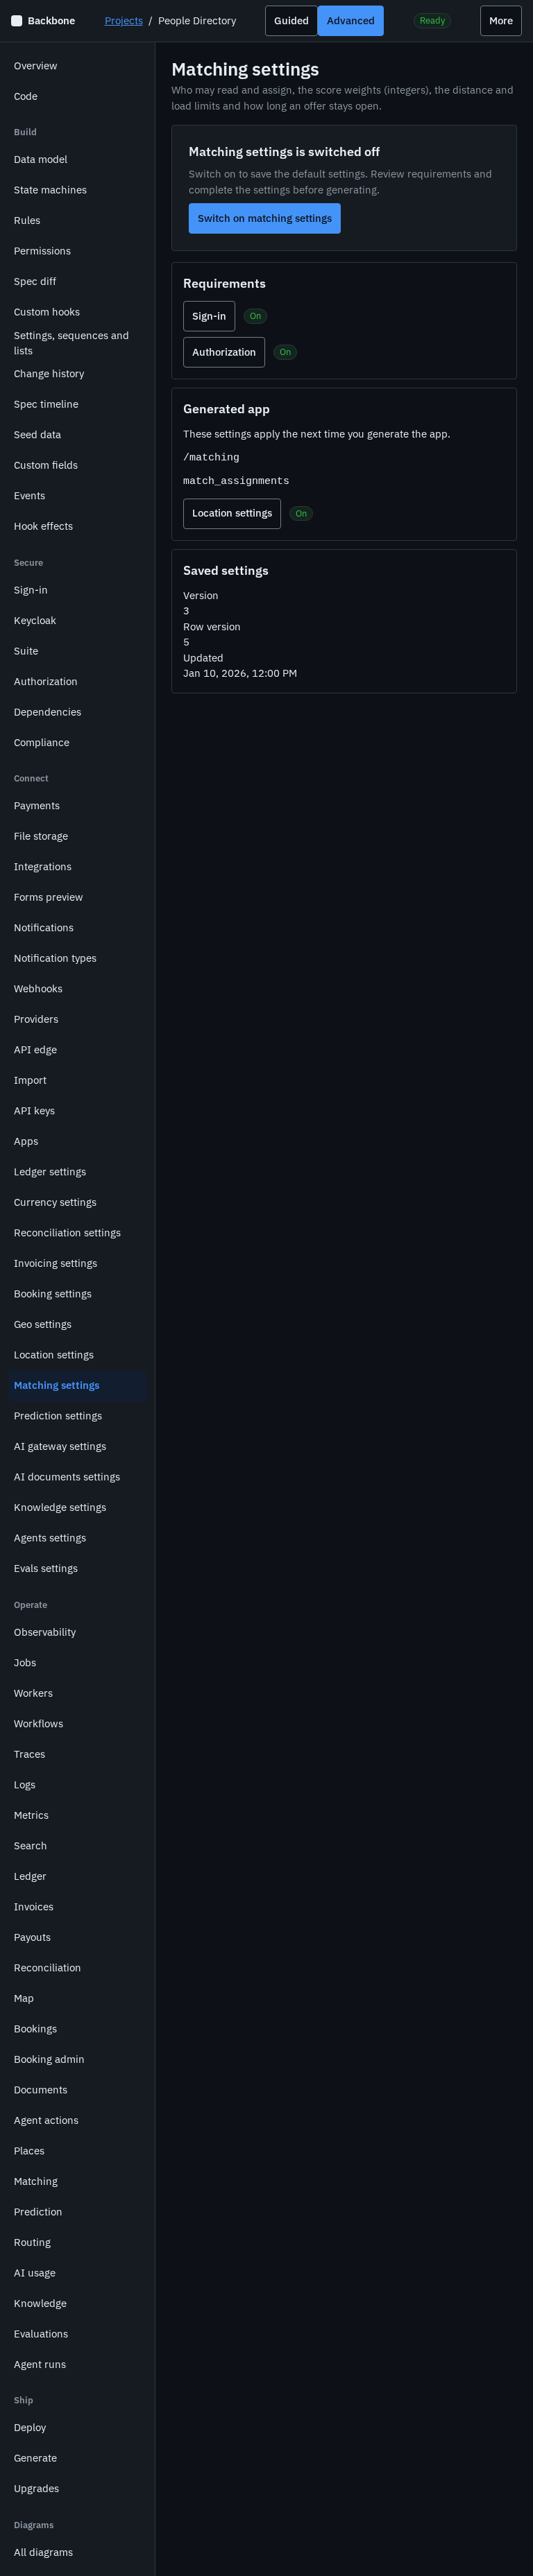 Backbone
Projects / People Directory
Guided
Advanced
Ready
More
Overview
Code
Build
Data model
State machines
Rules
Permissions
Spec diff
Custom hooks
Settings, sequences and
lists
Change history
Spec timeline
Seed data
Custom fields
Events
Hook effects
Secure
Sign-in
Keycloak
Suite
Authorization
Dependencies
Compliance
Connect
Payments
File storage
Integrations
Forms preview
Notifications
Notification types
Webhooks
Providers
API edge
Import
API keys
Apps
Ledger settings
Currency settings
Reconciliation settings
Invoicing settings
Booking settings
Geo settings
Location settings
Matching settings
Prediction settings
AI gateway settings
AI documents settings
Knowledge settings
Agents settings
Evals settings
Operate
Observability
Jobs
Workers
Workflows
Traces
Logs
Metrics
Search
Ledger
Invoices
Payouts
Reconciliation
Map
Bookings
Booking admin
Documents
Agent actions
Places
Matching
Prediction
Routing
AI usage
Knowledge
Evaluations
Agent runs
Ship
Deploy
Generate
Upgrades
Diagrams
All diagrams
Matching settings
Who may read and assign, the score weights (integers), the distance and
load limits and how long an offer stays open.
Matching settings is switched off
Switch on to save the default settings. Review requirements and
complete the settings before generating.
Switch on matching settings
Requirements
Sign-in
On
Authorization
On
Generated app
These settings apply the next time you generate the app.
/matching
match_assignments
Location settings
On
Saved settings
Version
3
Row version
5
Updated
Jan 10, 2026, 12:00 PM